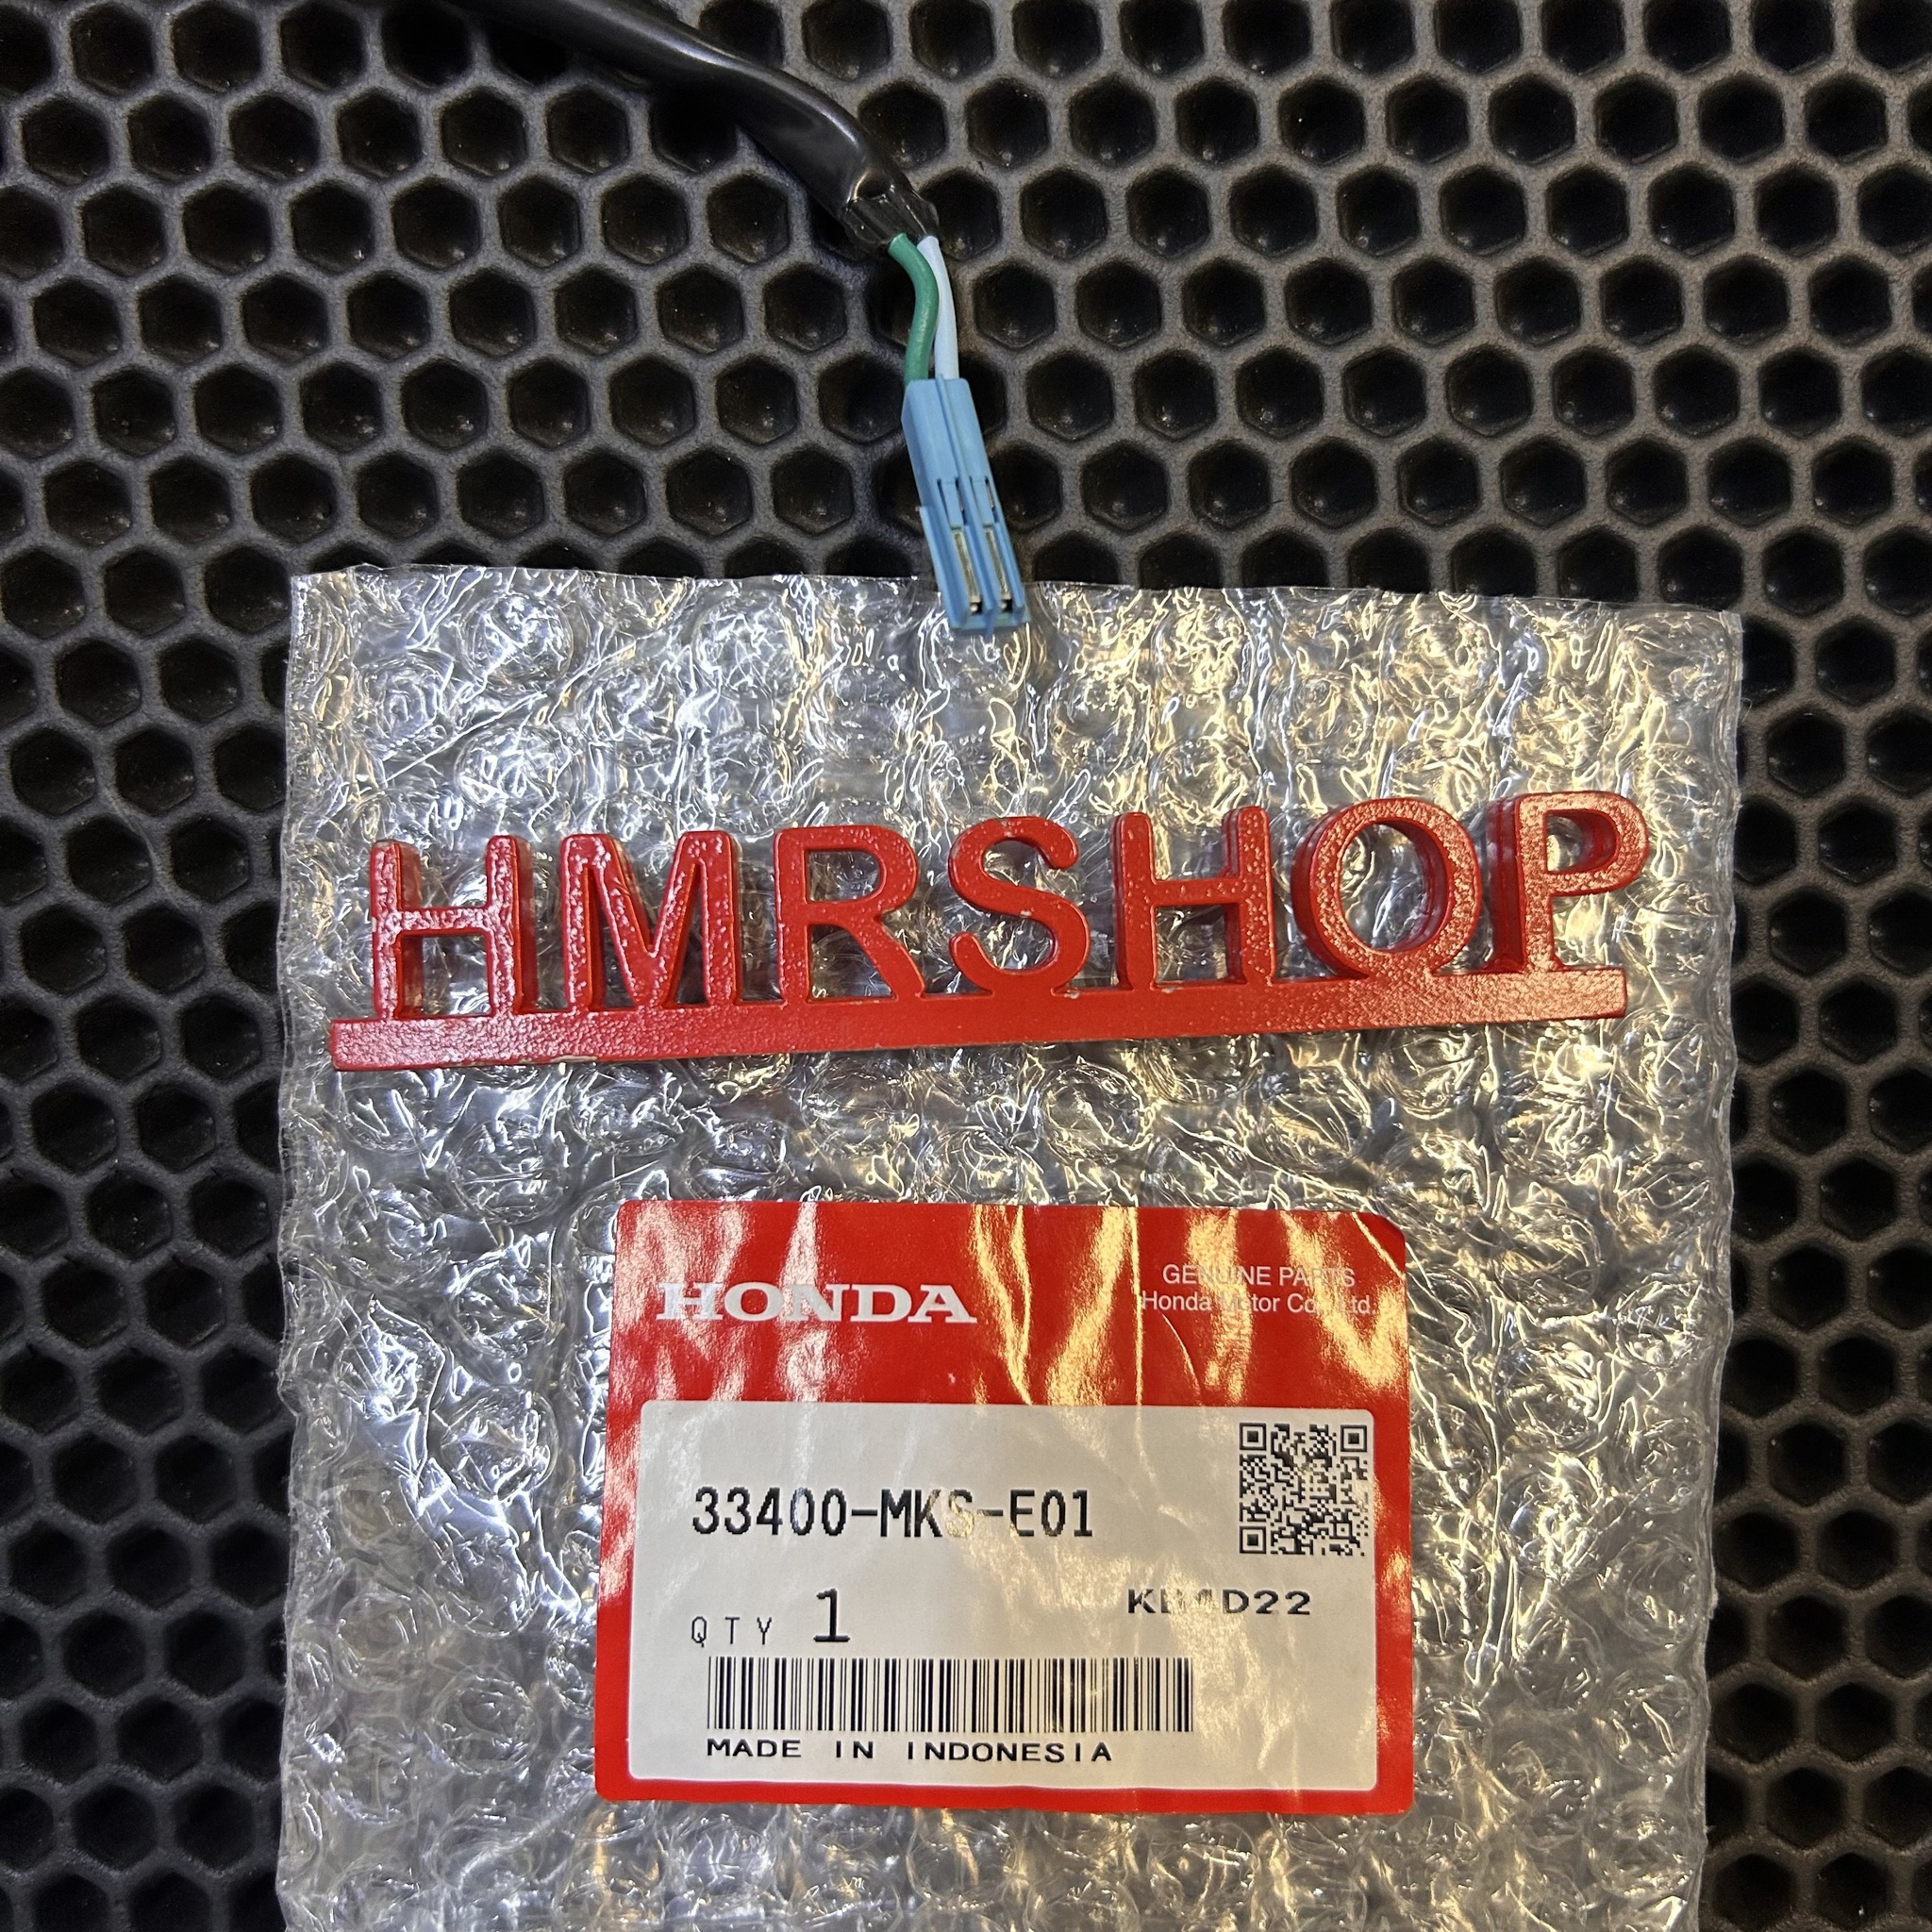 HMRSHOP
HONDA
GENUINE PARTS
Honda Motor Co., Ltd.
33400-MKS-E01
QTY 1
MADE IN INDONESIA